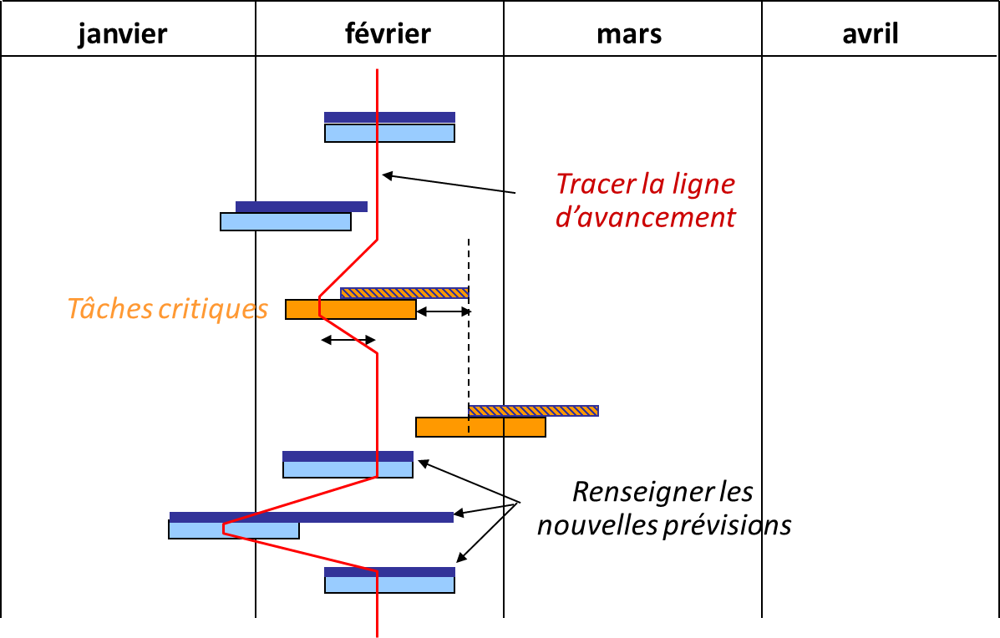 janvier
février
mars
avril
Tracer la ligne
d’avancement
Tâches critiques
Renseigner les
nouvelles prévisions